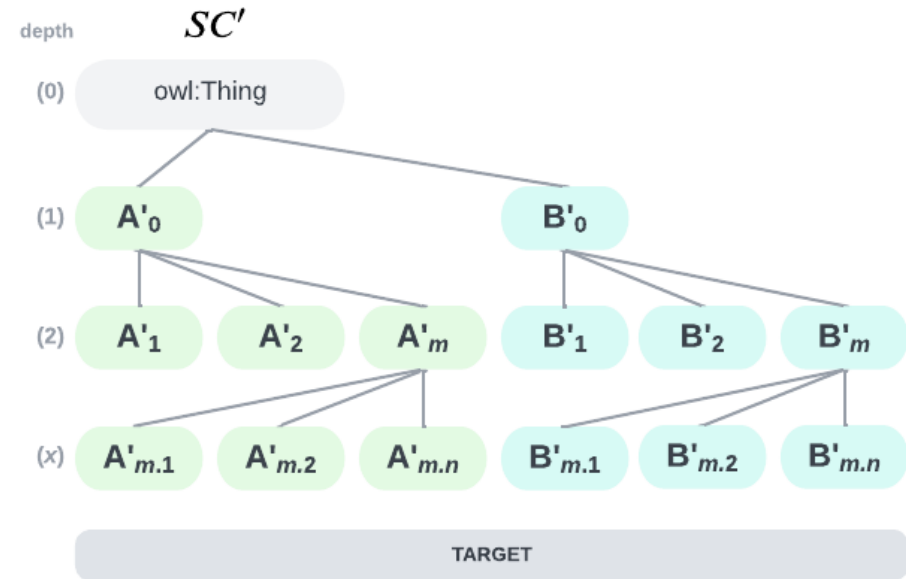 depth SC′
(0) owl:Thing
(1) A'0 B'0
(2) A'1 A'2 A'm B'1 B'2 B'm
(x) A'm.1 A'm.2 A'm.n B'm.1 B'm.2 B'm.n
TARGET